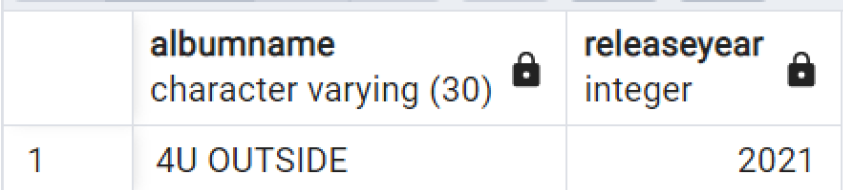 albumname
character varying (30)
releaseyear
integer
1
4U OUTSIDE
2021